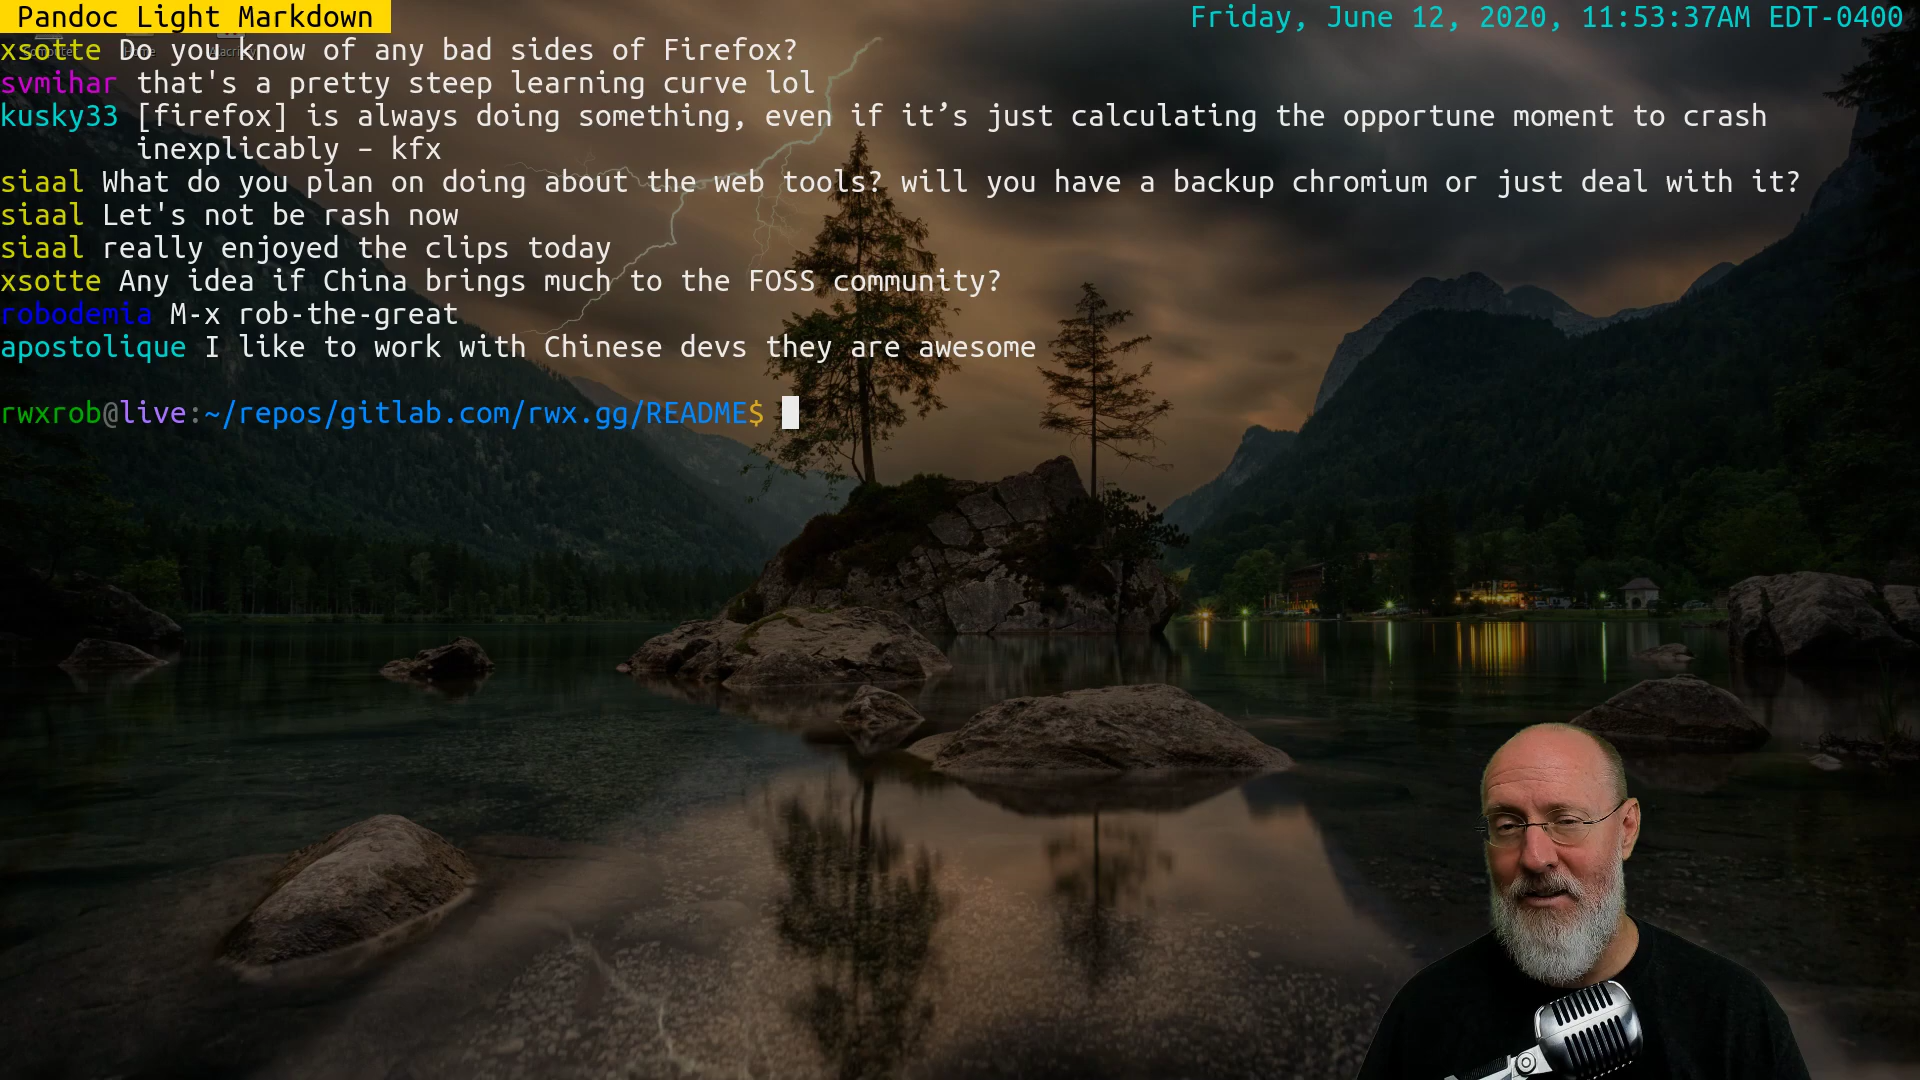 Pandoc Light Markdown
Friday, June 12, 2020, 11:53:37AM EDT-0400
xsotte Do you know of any bad sides of Firefox?
svmihar that's a pretty steep learning curve lol
kusky33 [firefox] is always doing something, even if it’s just calculating the opportune moment to crash
inexplicably – kfx
siaal What do you plan on doing about the web tools? will you have a backup chromium or just deal with it?
siaal Let's not be rash now
siaal really enjoyed the clips today
xsotte Any idea if China brings much to the FOSS community?
robodemia M-x rob-the-great
apostolique I like to work with Chinese devs they are awesome
rwxrob@live:~/repos/gitlab.com/rwx.gg/README$